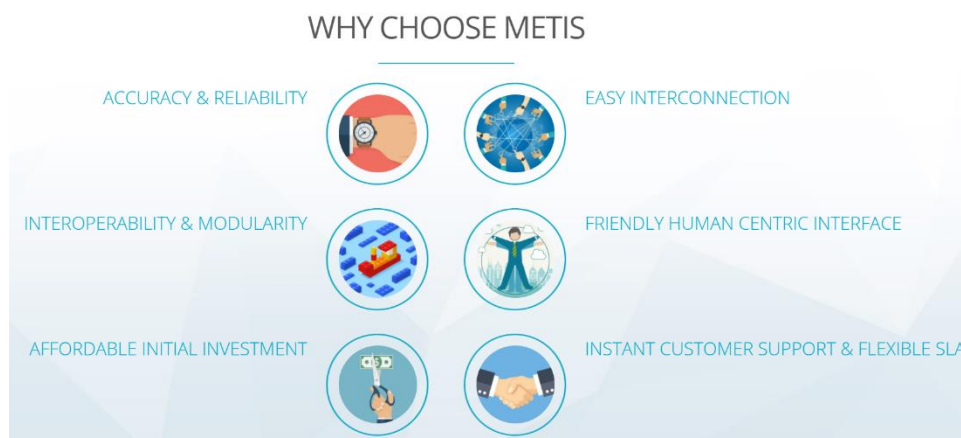 WHY CHOOSE METIS
ACCURACY & RELIABILITY
EASY INTERCONNECTION
INTEROPERABILITY & MODULARITY
FRIENDLY HUMAN CENTRIC INTERFACE
AFFORDABLE INITIAL INVESTMENT
INSTANT CUSTOMER SUPPORT & FLEXIBLE SLA